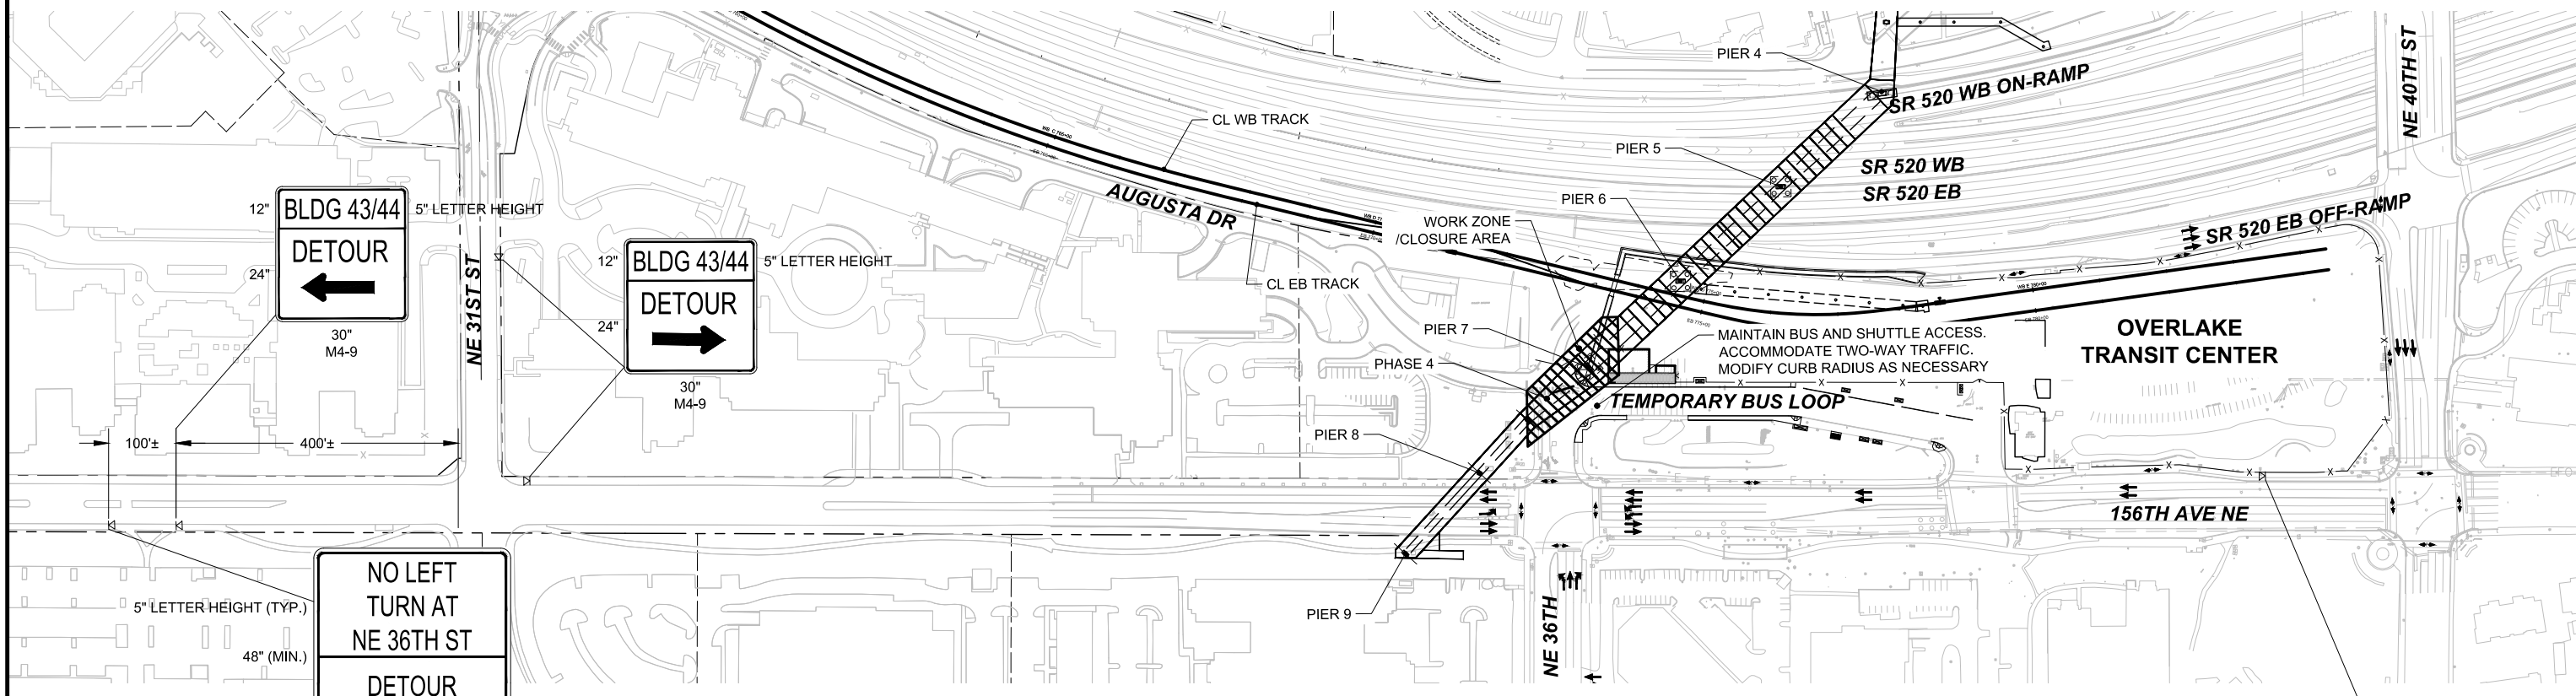 PIER 4
SR 520 WB ON-RAMP
NE 40TH ST
CL WB TRACK
PIER 5
SR 520 WB
SR 520 EB
AUGUSTA DR
PIER 6
WORK ZONE
/CLOSURE AREA
SR 520 EB OFF-RAMP
12"
BLDG 43/44
5" LETTER HEIGHT
DETOUR
24"
30"
M4-9
NE 31ST ST
12"
BLDG 43/44
5" LETTER HEIGHT
DETOUR
24"
30"
M4-9
CL EB TRACK
PIER 7
PHASE 4
MAINTAIN BUS AND SHUTTLE ACCESS.
ACCOMMODATE TWO-WAY TRAFFIC.
MODIFY CURB RADIUS AS NECESSARY
OVERLAKE
TRANSIT CENTER
TEMPORARY BUS LOOP
100'±
400'±
PIER 8
156TH AVE NE
NO LEFT
TURN AT
NE 36TH ST
DETOUR
5" LETTER HEIGHT (TYP.)
48" (MIN.)
PIER 9
NE 36TH